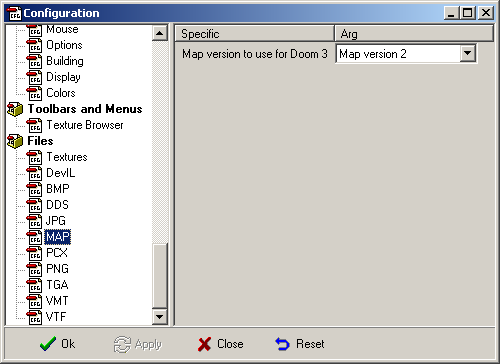 Configuration
Mouse
Options
Building
Display
Colors
Toolbars and Menus
Texture Browser
Files
Textures
DevIL
BMP
DDS
JPG
MAP
PCX
PNG
TGA
VMT
VTF
Specific Arg
Map version to use for Doom 3 Map version 2
Ok Apply Close Reset